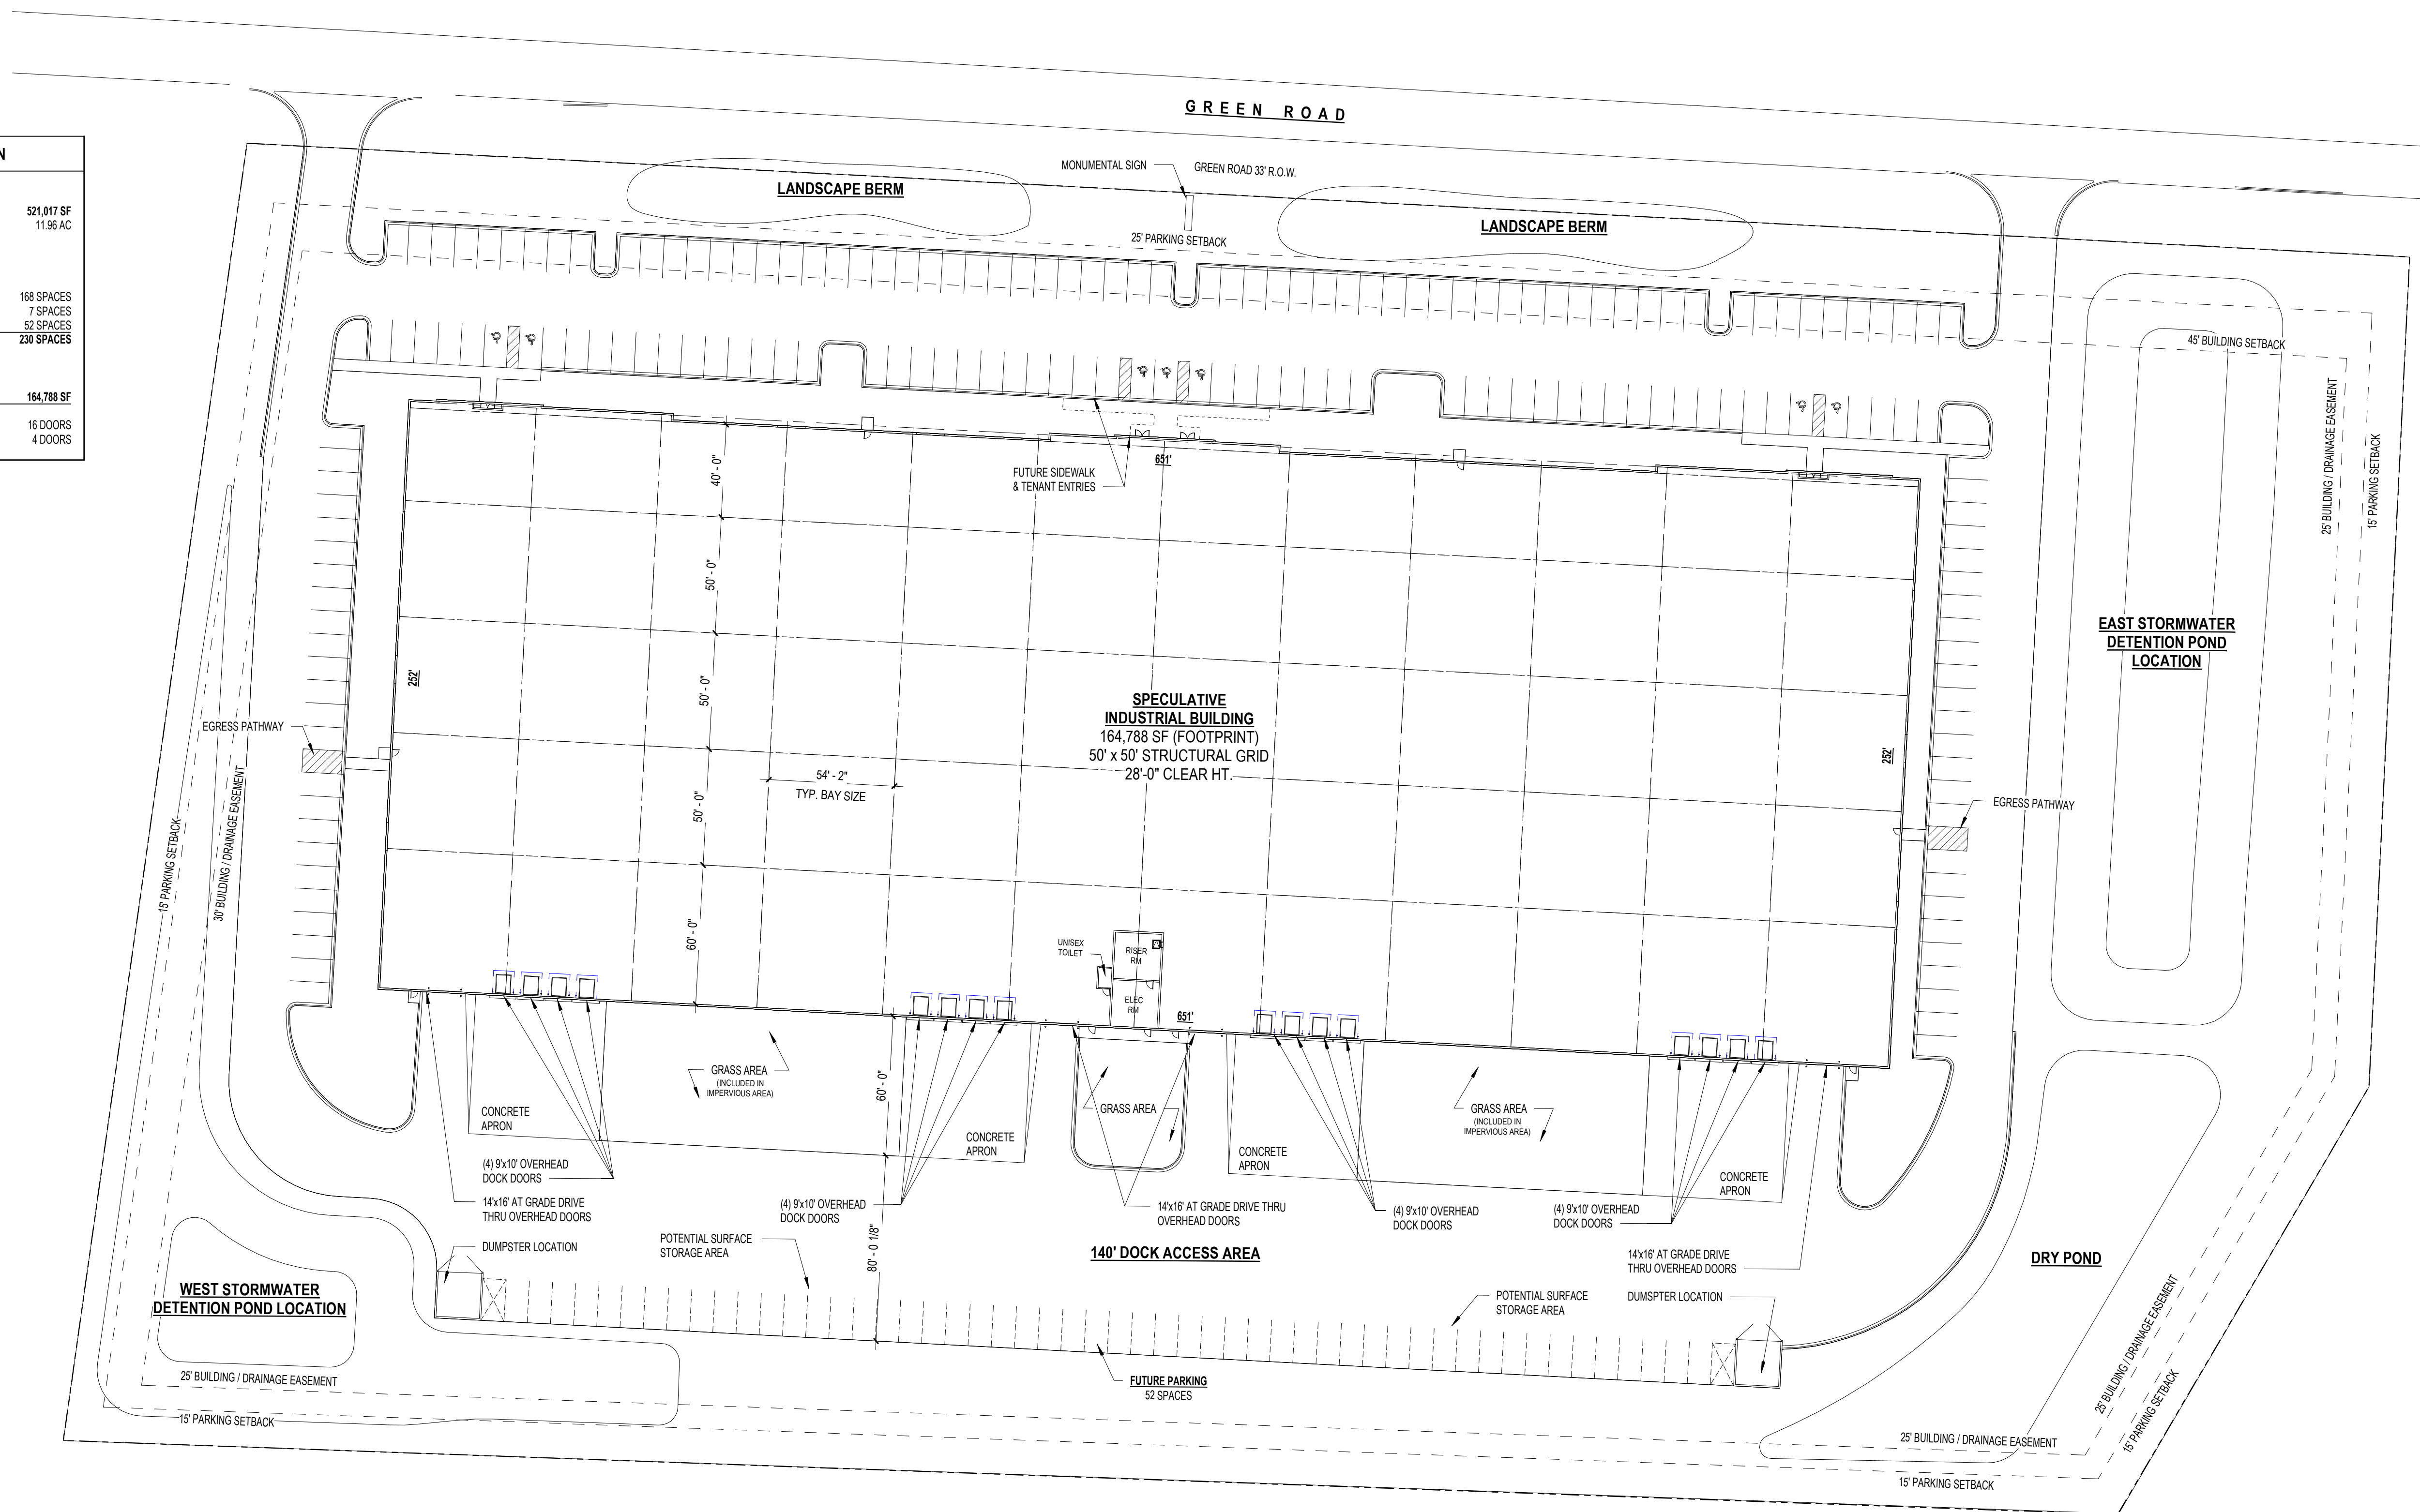 GREEN ROAD
N
521,017 SF
11.96 AC
168 SPACES
7 SPACES
52 SPACES
230 SPACES
164,788 SF
16 DOORS
4 DOORS
MONUMENTAL SIGN
GREEN ROAD 33' R.O.W.
LANDSCAPE BERM
LANDSCAPE BERM
25' PARKING SETBACK
45' BUILDING SETBACK
25' BUILDING / DRAINAGE EASEMENT
15' PARKING SETBACK
651'
FUTURE SIDEWALK
& TENANT ENTRIES
40' - 0"
50' - 0"
50' - 0"
50' - 0"
60' - 0"
252'
252'
54' - 2"
TYP. BAY SIZE
SPECULATIVE
INDUSTRIAL BUILDING
164,788 SF (FOOTPRINT)
50' x 50' STRUCTURAL GRID
28'-0" CLEAR HT.
EAST STORMWATER
DETENTION POND
LOCATION
EGRESS PATHWAY
EGRESS PATHWAY
15' PARKING SETBACK
30' BUILDING / DRAINAGE EASEMENT
UNISEX
TOILET
RISER
RM
ELEC
RM
651'
GRASS AREA
(INCLUDED IN
IMPERVIOUS AREA)
60' - 0"
GRASS AREA
GRASS AREA
(INCLUDED IN
IMPERVIOUS AREA)
CONCRETE
APRON
CONCRETE
APRON
CONCRETE
APRON
CONCRETE
APRON
(4) 9'x10' OVERHEAD
DOCK DOORS
14'x16' AT GRADE DRIVE
THRU OVERHEAD DOORS
(4) 9'x10' OVERHEAD
DOCK DOORS
14'x16' AT GRADE DRIVE THRU
OVERHEAD DOORS
(4) 9'x10' OVERHEAD
DOCK DOORS
(4) 9'x10' OVERHEAD
DOCK DOORS
14'x16' AT GRADE DRIVE
THRU OVERHEAD DOORS
DUMPSTER LOCATION
POTENTIAL SURFACE
STORAGE AREA
80' - 0 1/8"
140' DOCK ACCESS AREA
DRY POND
WEST STORMWATER
DETENTION POND LOCATION
POTENTIAL SURFACE
STORAGE AREA
DUMSPTER LOCATION
FUTURE PARKING
52 SPACES
25' BUILDING / DRAINAGE EASEMENT
15' PARKING SETBACK
25' BUILDING / DRAINAGE EASEMENT
15' PARKING SETBACK
25' BUILDING / DRAINAGE EASEMENT
15' PARKING SETBACK